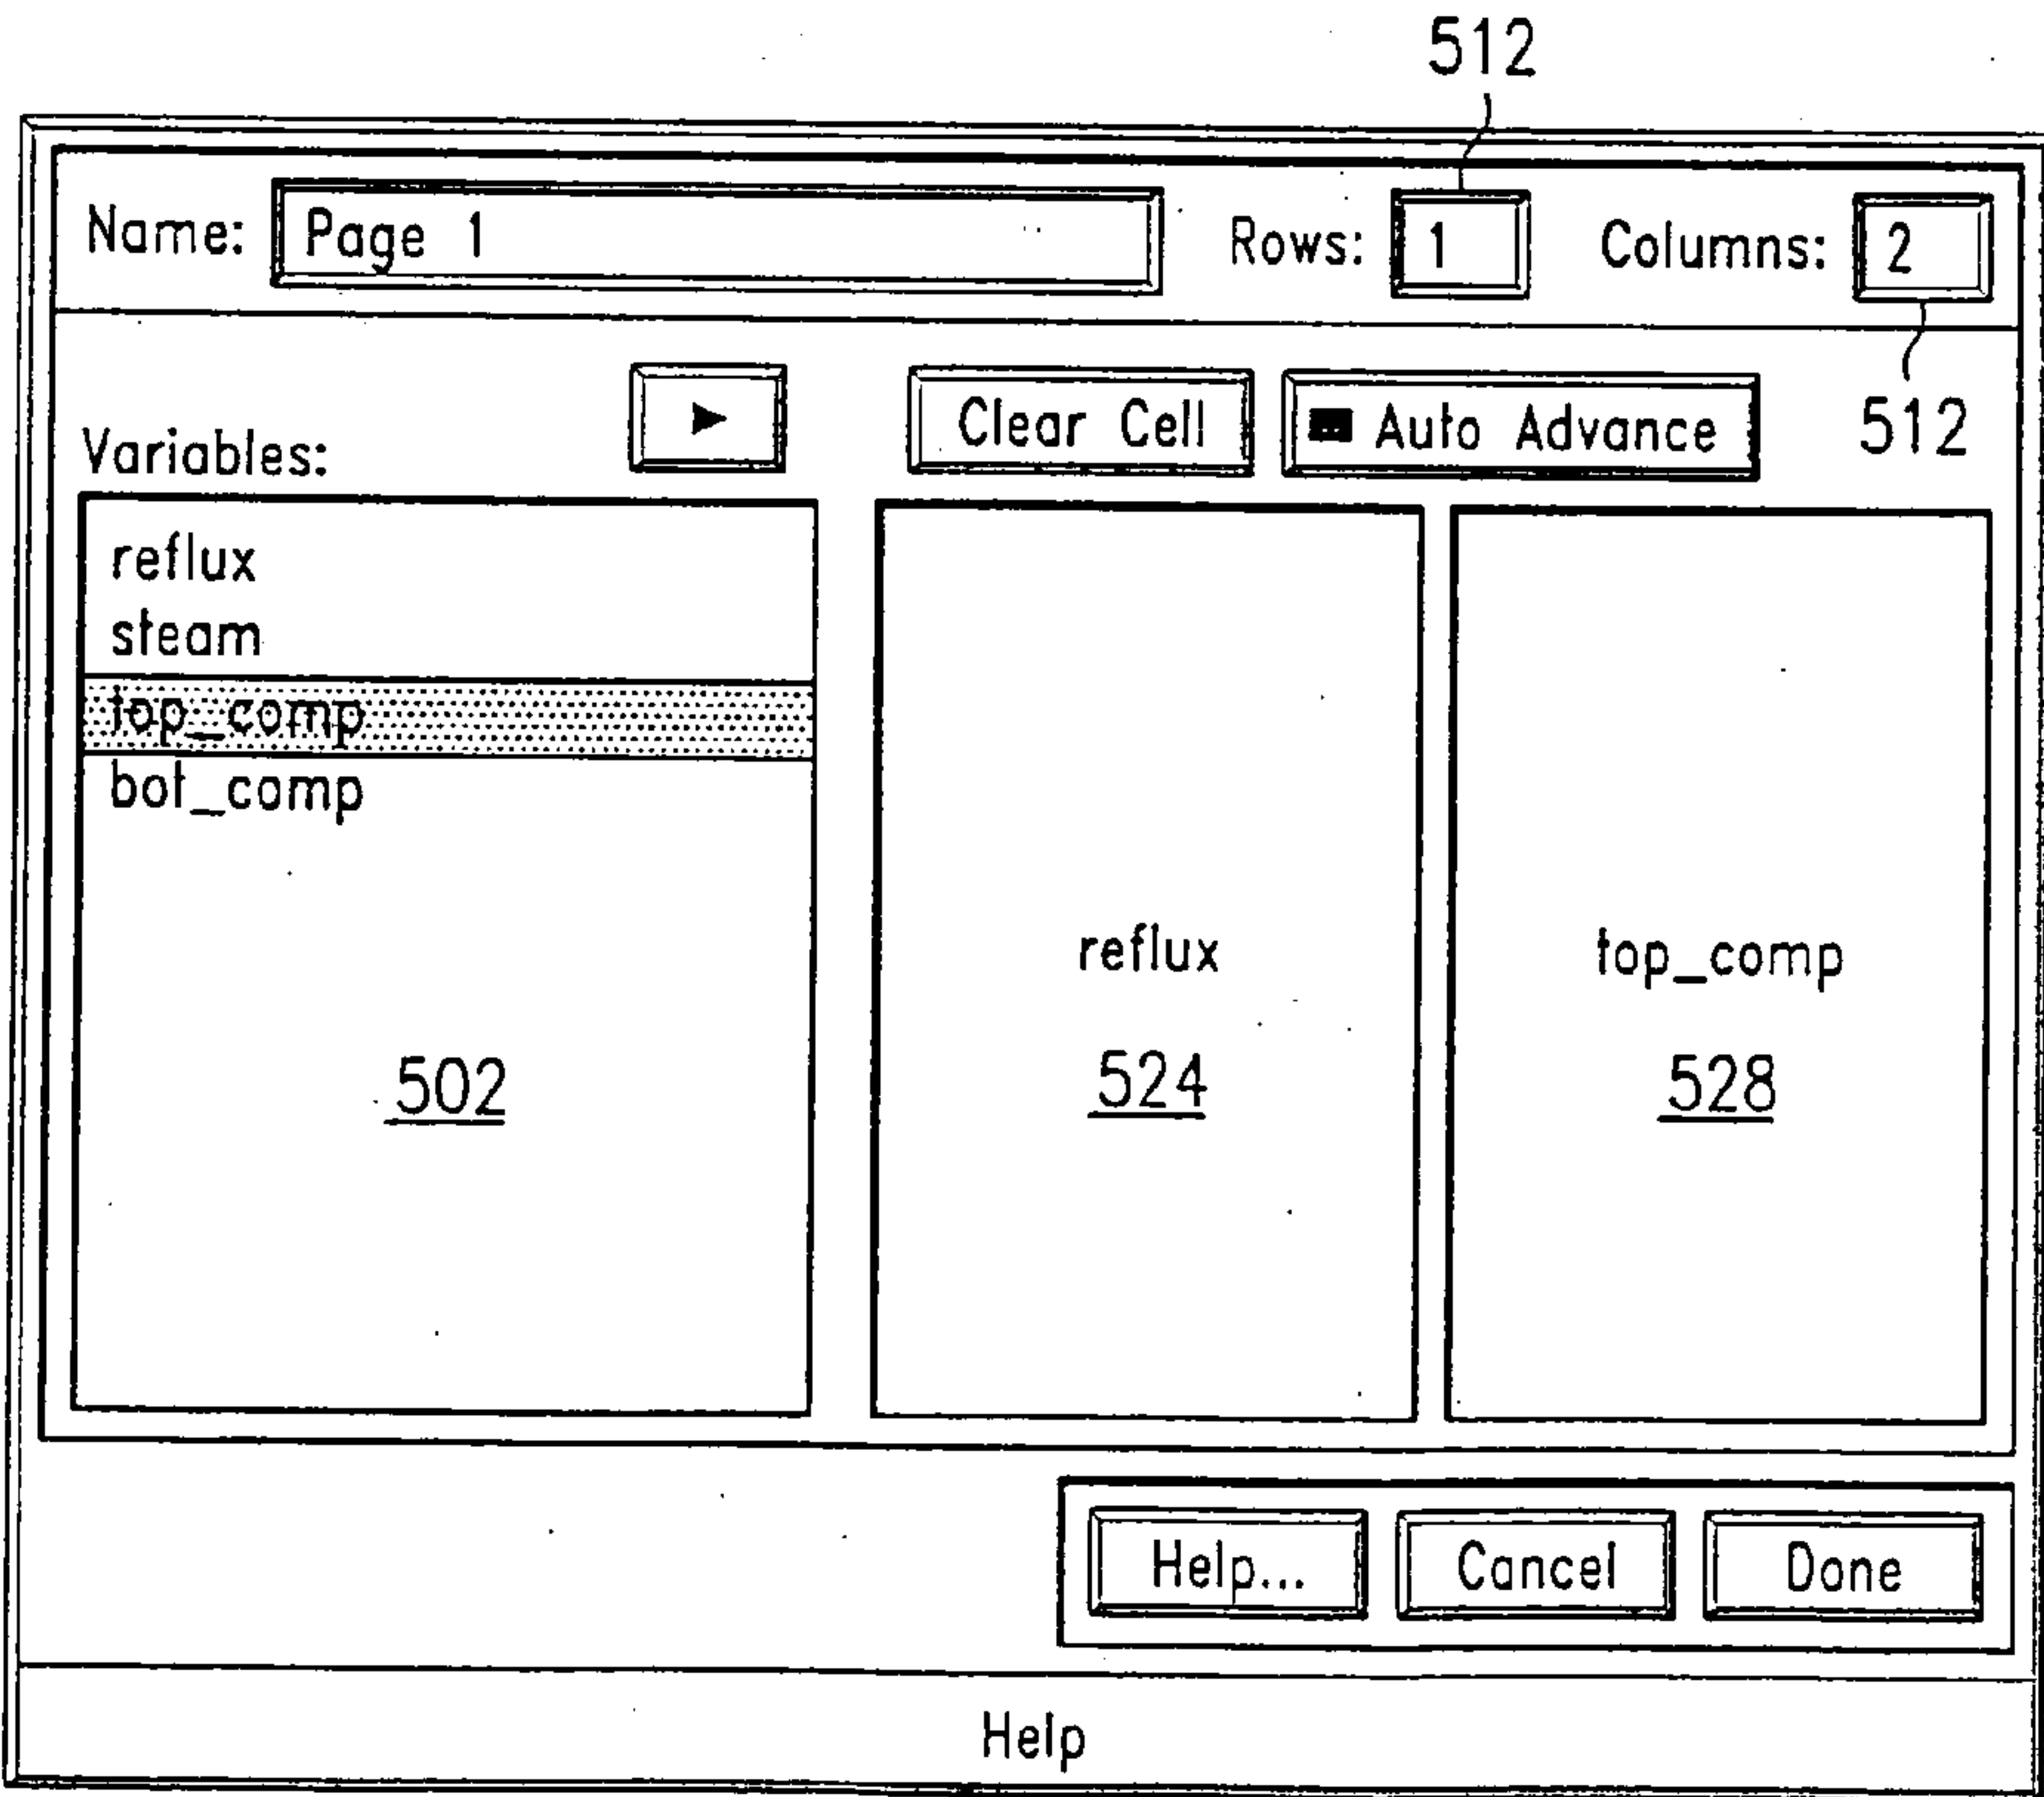 512
Name: Page 1 Rows: 1 Columns: 2
Variables: Clear Cell Auto Advance 512
reflux
steam
top_comp
bot_comp
reflux top_comp
502 524 528
Help... Cancel Done
Help